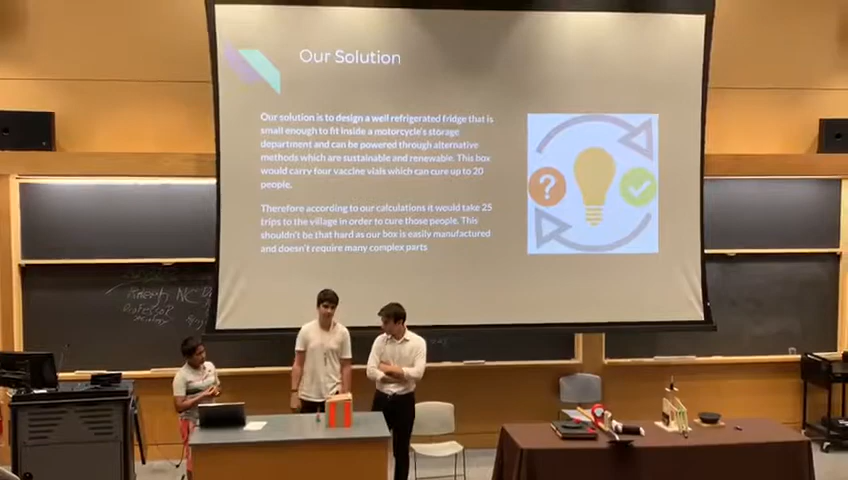 Our Solution
Our solution is to design a well refrigerated fridge that is
small enough to fit inside a motorcycle's storage
department and can be powered through alternative
methods which are sustainable and renewable. This box
would carry four vaccine vials which can cure up to 20
people.
Therefore according to our calculations it would take 25
trips to the village in order to cure those people. This
shouldn't be that hard as our box is easily manufactured
and doesn't require many complex parts
?